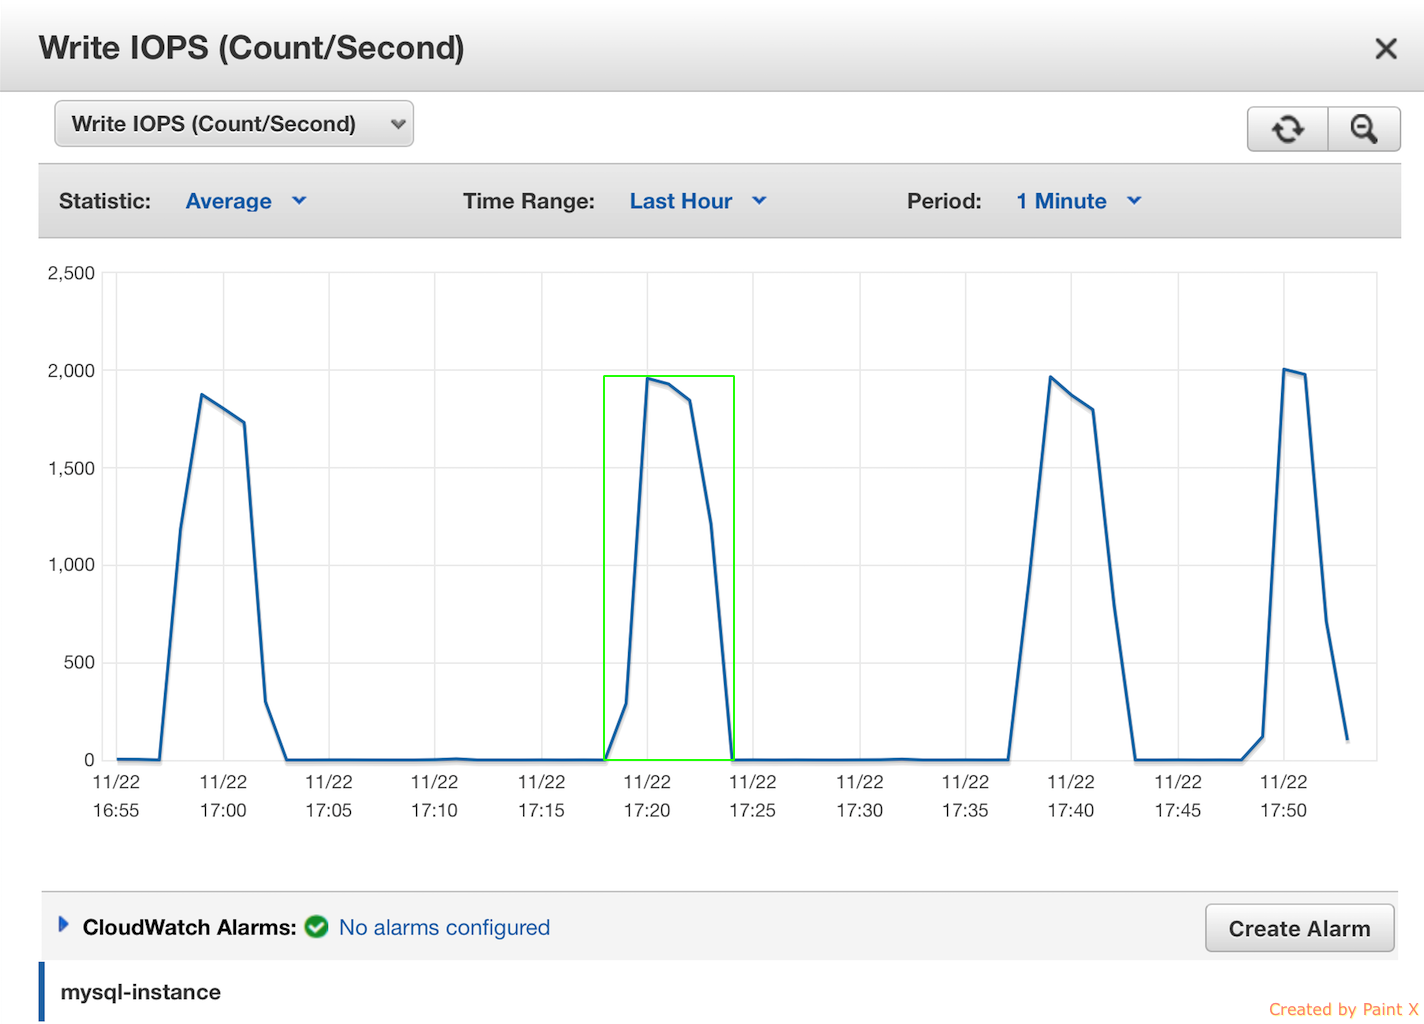 Write IOPS (Count/Second)
Write IOPS (Count/Second)
Statistic: Average Time Range: Last Hour Period: 1 Minute
2,500
2,000
1,500
1,000
500
0
11/22 11/22 11/22 11/22 11/22 11/22 11/22 11/22 11/22 11/22 11/22 11/22
16:55 17:00 17:05 17:10 17:15 17:20 17:25 17:30 17:35 17:40 17:45 17:50
CloudWatch Alarms: No alarms configured Create Alarm
mysql-instance
Created by Paint X